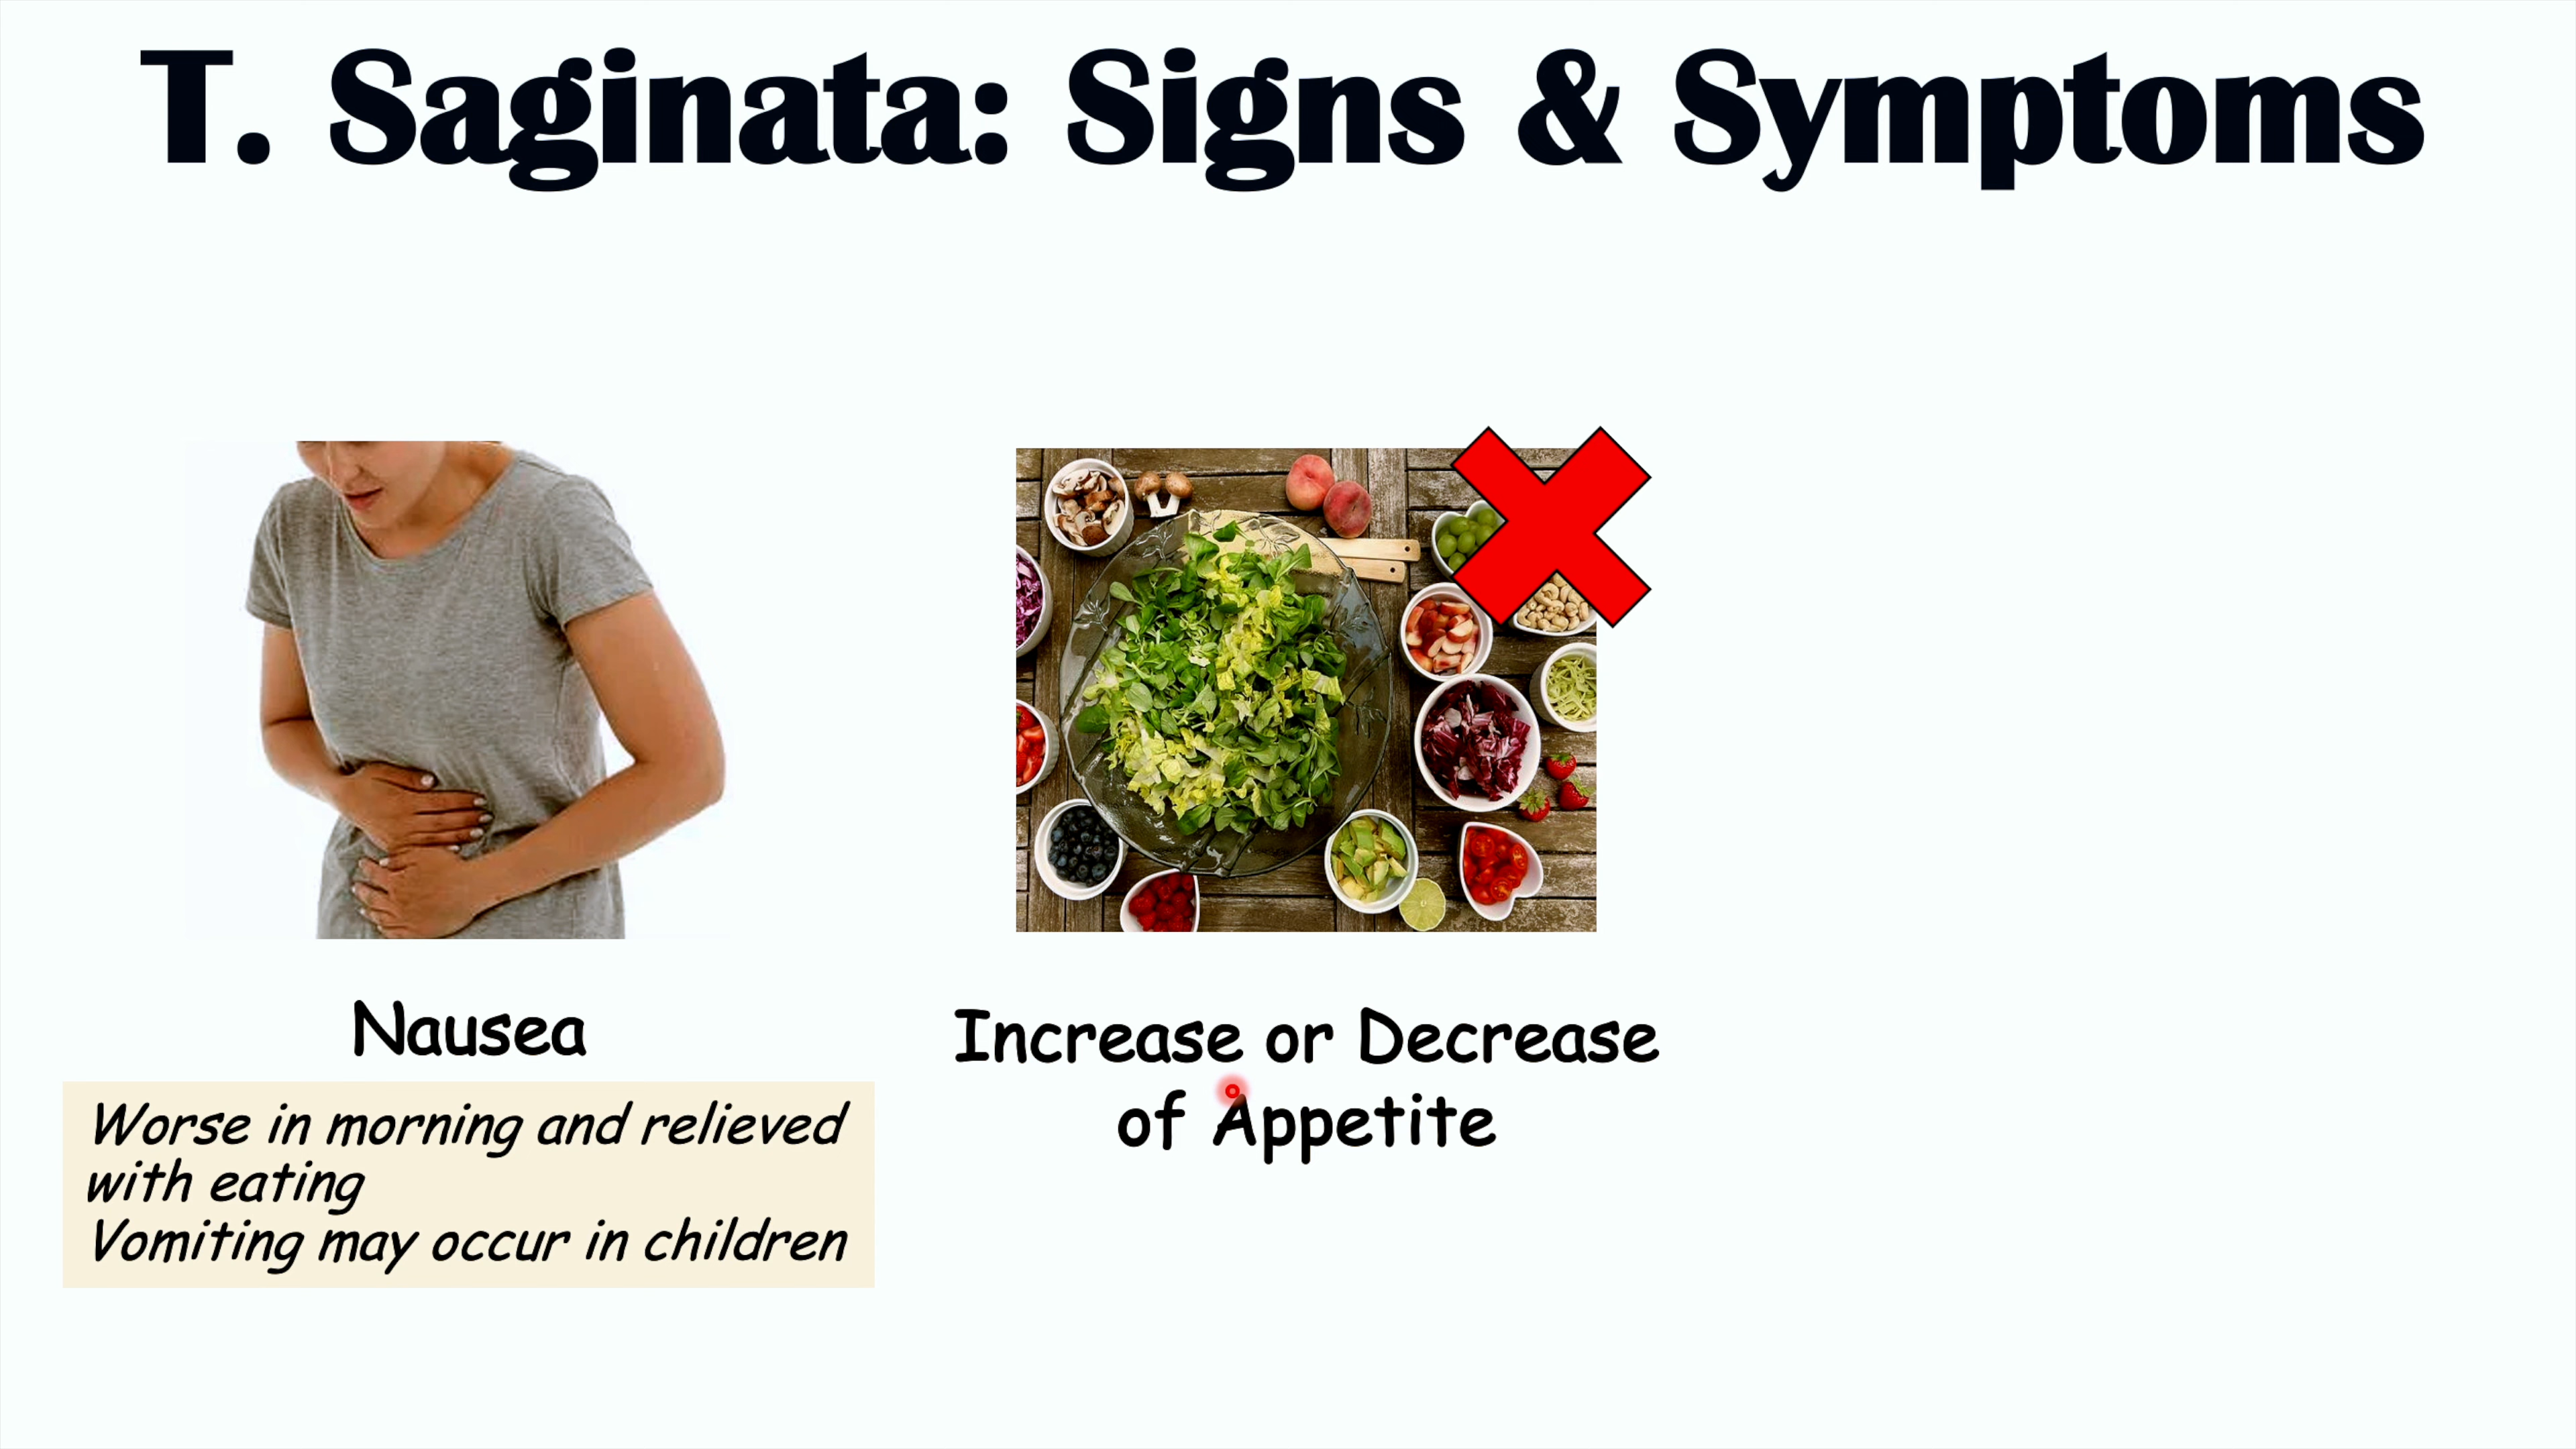 T. Saginata: Signs & Symptoms
Nausea
Worse in morning and relieved
with eating
Vomiting may occur in children
Increase or Decrease
of Appetite